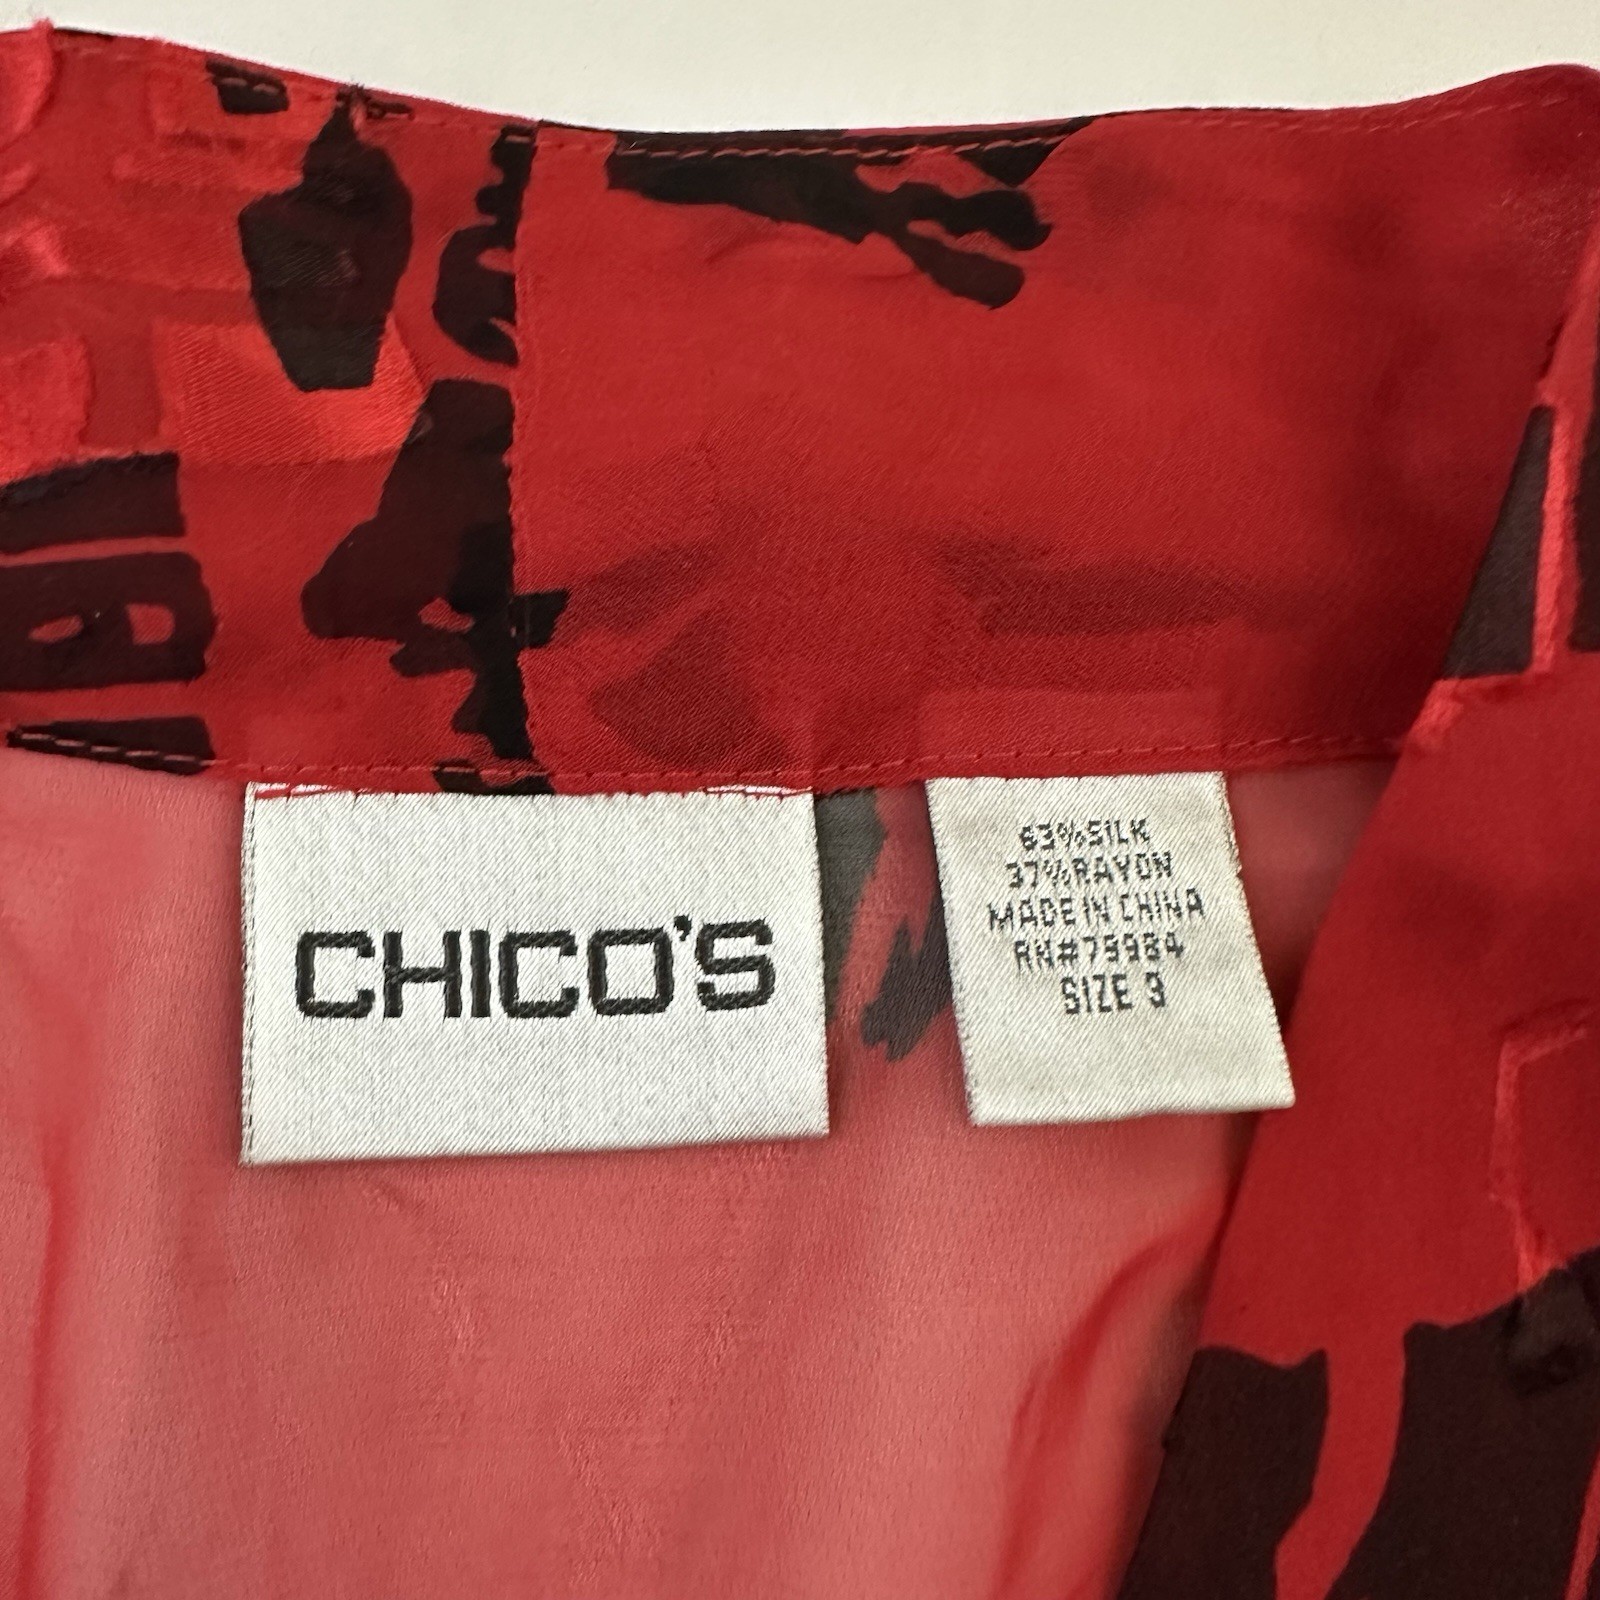 CHICO'S
63%SILK
37%RAYON
MADE IN CHINA
RN#79984
SIZE 3